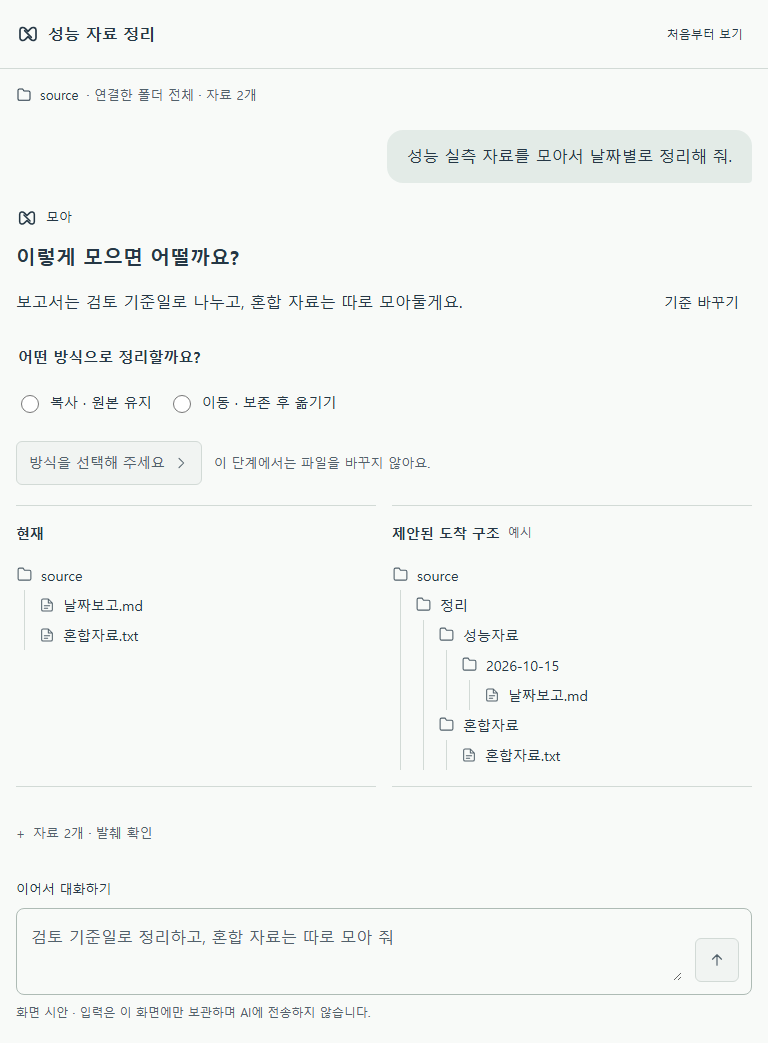 성능 자료 정리
처음부터 보기
source · 연결한 폴더 전체 · 자료 2개
성능 실측 자료를 모아서 날짜별로 정리해 줘.
모아
이렇게 모으면 어떨까요?
보고서는 검토 기준일로 나누고, 혼합 자료는 따로 모아둘게요.
기준 바꾸기
어떤 방식으로 정리할까요?
복사 · 원본 유지
이동 · 보존 후 옮기기
방식을 선택해 주세요
이 단계에서는 파일을 바꾸지 않아요.
현재
source
날짜보고.md
혼합자료.txt
제안된 도착 구조 예시
source
정리
성능자료
2026-10-15
날짜보고.md
혼합자료
혼합자료.txt
+ 자료 2개 · 발췌 확인
이어서 대화하기
검토 기준일로 정리하고, 혼합 자료는 따로 모아 줘
화면 시안 · 입력은 이 화면에만 보관하며 AI에 전송하지 않습니다.